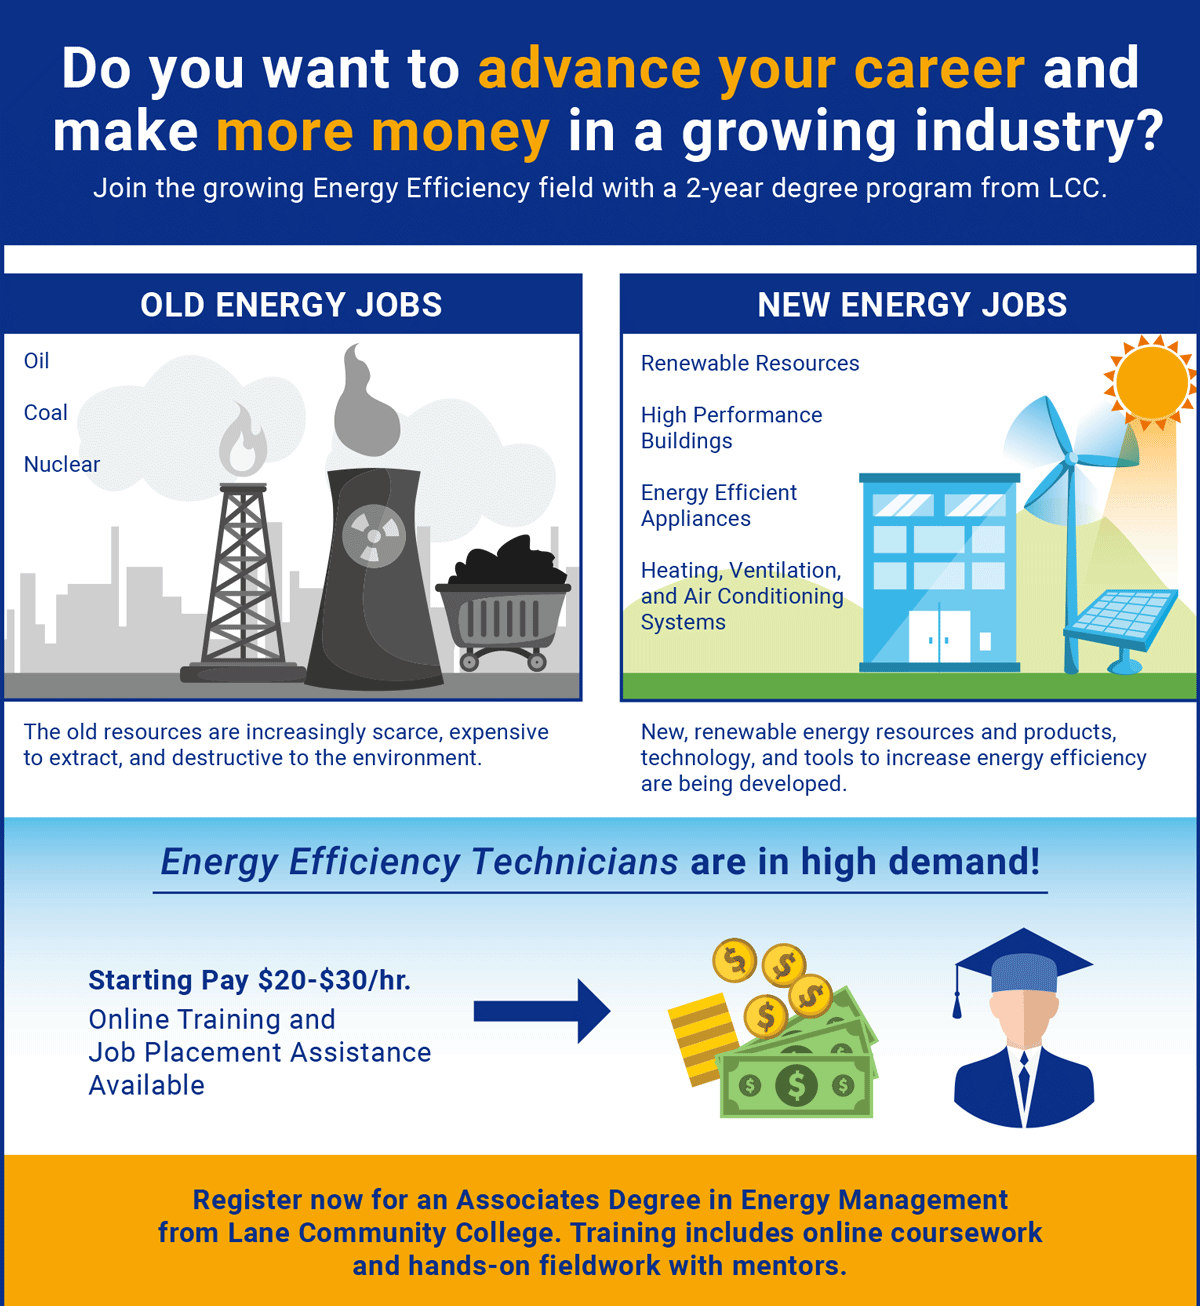 Do you want to advance your career and
make more money in a growing industry?
Join the growing Energy Efficiency field with a 2-year degree program from LCC.
OLD ENERGY JOBS
Oil
Coal
Nuclear
The old resources are increasingly scarce, expensive
to extract, and destructive to the environment.
NEW ENERGY JOBS
Renewable Resources
High Performance
Buildings
Energy Efficient
Appliances
Heating, Ventilation,
and Air Conditioning
Systems
New, renewable energy resources and products,
technology, and tools to increase energy efficiency
are being developed.
Energy Efficiency Technicians are in high demand!
Starting Pay $20-$30/hr.
Online Training and
Job Placement Assistance
Available
$ $ $ $
$ $ $ $
Register now for an Associates Degree in Energy Management
from Lane Community College. Training includes online coursework
and hands-on fieldwork with mentors.